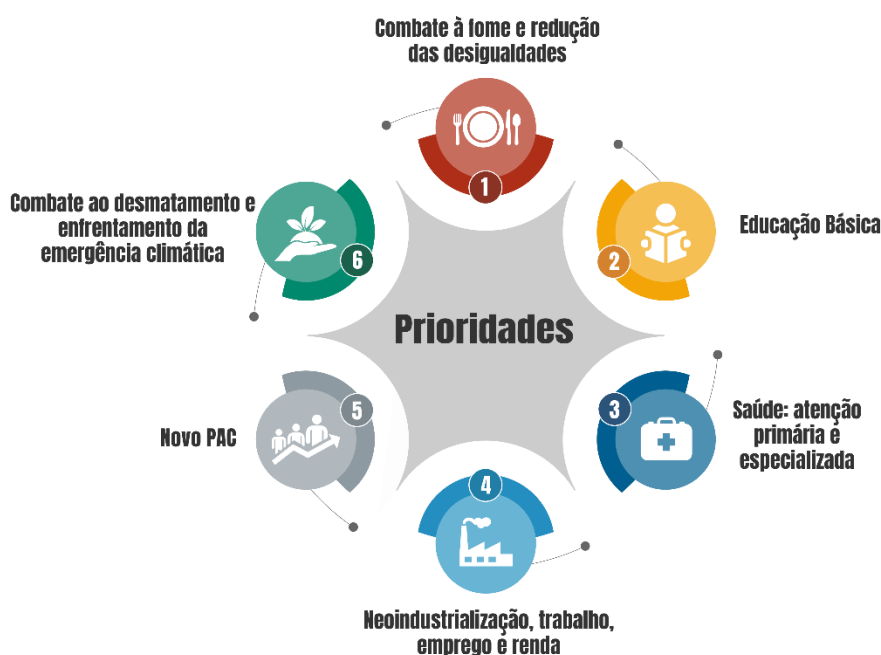 Combate à fome e redução
das desigualdades
1
Educação Básica
2
Saúde: atenção
primária e
especializada
3
Neoindustrialização, trabalho,
emprego e renda
4
Novo PAC
5
Combate ao desmatamento e
enfrentamento da
emergência climática
6
Prioridades